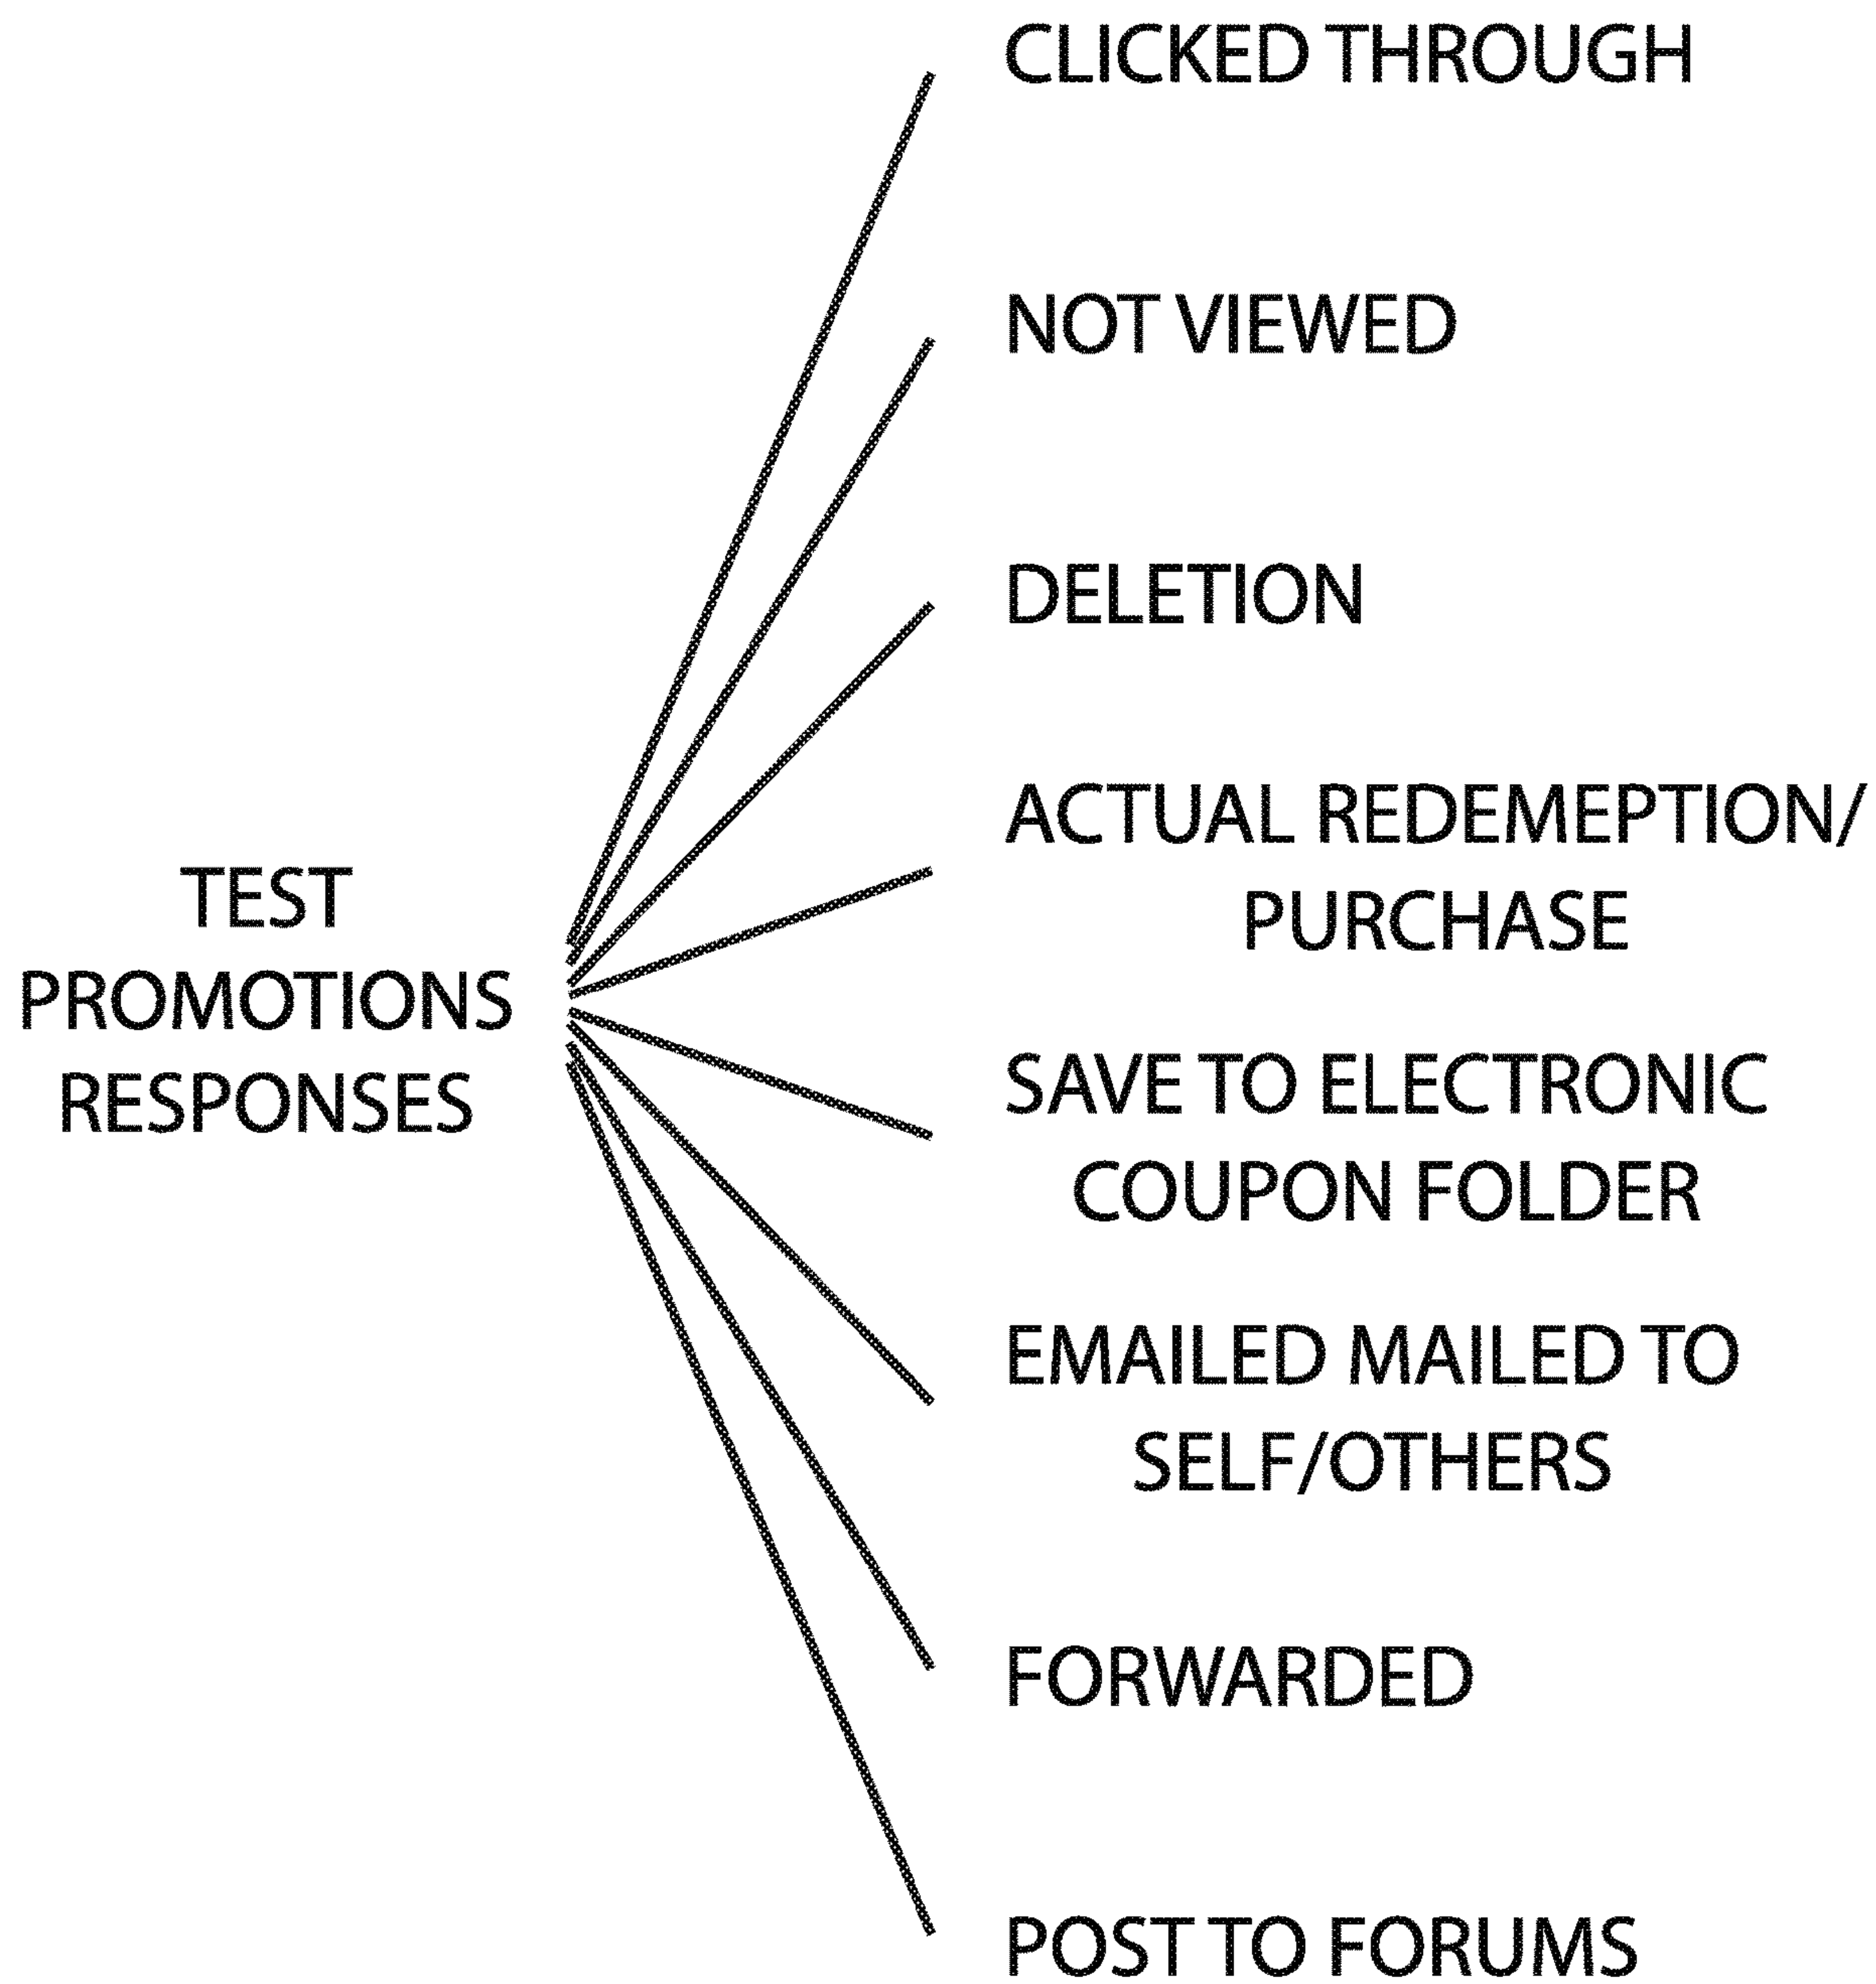 TEST
PROMOTIONS
RESPONSES
CLICKED THROUGH
NOT VIEWED
DELETION
ACTUAL REDEMEPTION/
PURCHASE
SAVE TO ELECTRONIC
COUPON FOLDER
EMAILED MAILED TO
SELF/OTHERS
FORWARDED
POST TO FORUMS